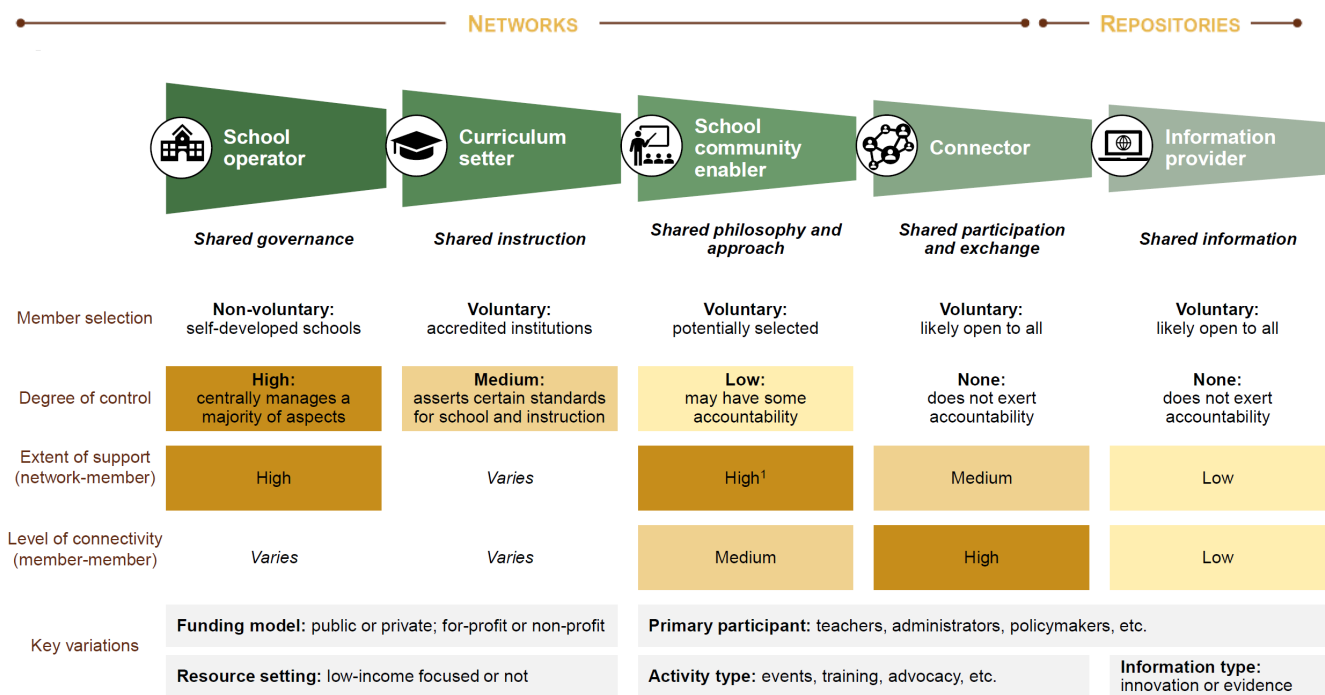 NETWORKS
REPOSITORIES
School
operator
Curriculum
setter
School
community
enabler
Connector
Information
provider
Shared governance
Shared instruction
Shared philosophy and
approach
Shared participation
and exchange
Shared information
Member selection
Non-voluntary:
self-developed schools
Voluntary:
accredited institutions
Voluntary:
potentially selected
Voluntary:
likely open to all
Voluntary:
likely open to all
Degree of control
High:
centrally manages a
majority of aspects
Medium:
asserts certain standards
for school and instruction
Low:
may have some
accountability
None:
does not exert
accountability
None:
does not exert
accountability
Extent of support
(network-member)
High
Varies
High¹
Medium
Low
Level of connectivity
(member-member)
Varies
Varies
Medium
High
Low
Key variations
Funding model: public or private; for-profit or non-profit
Primary participant: teachers, administrators, policymakers, etc.
Resource setting: low-income focused or not
Activity type: events, training, advocacy, etc.
Information type:
innovation or evidence